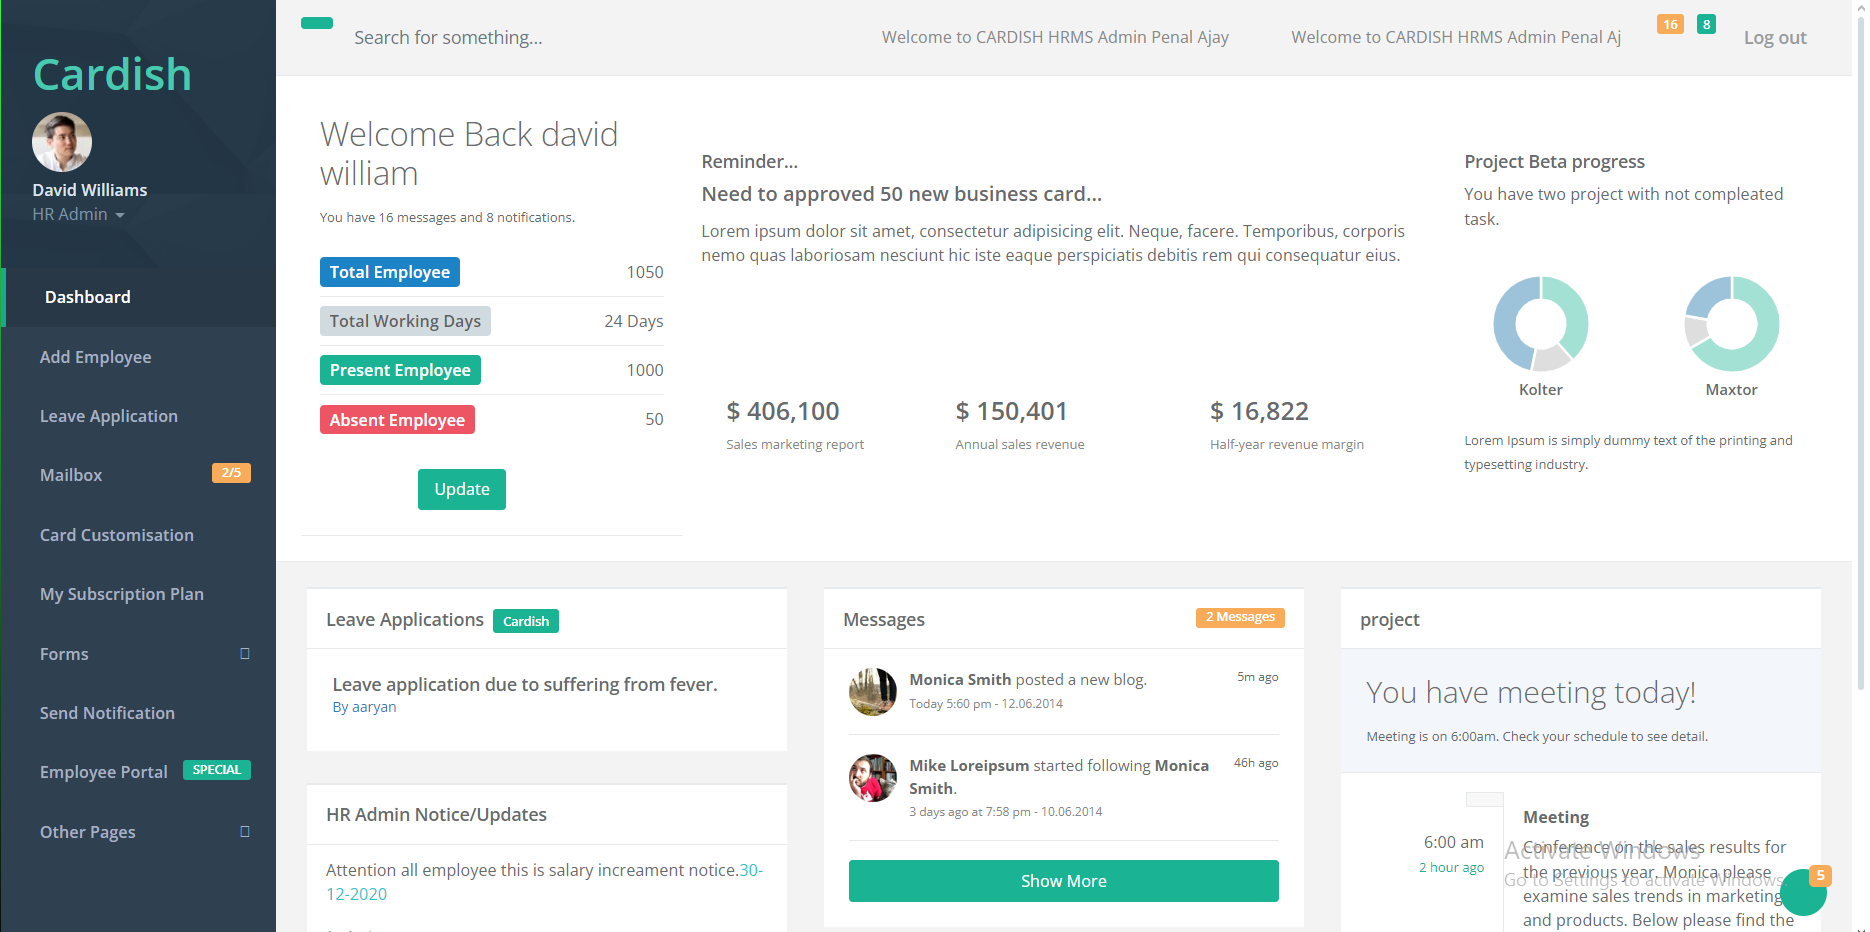 Cardish
David Williams
HR Admin
Dashboard
Add Employee
Leave Application
Mailbox
2/5
Card Customisation
My Subscription Plan
Forms
Send Notification
Employee Portal
SPECIAL
Other Pages
Search for something...
Welcome to CARDISH HRMS Admin Penal Ajay
Welcome to CARDISH HRMS Admin Penal Aj
16
8
Log out
Welcome Back david
william
You have 16 messages and 8 notifications.
Total Employee 1050
Total Working Days 24 Days
Present Employee 1000
Absent Employee 50
Update
Reminder...
Need to approved 50 new business card...
Lorem ipsum dolor sit amet, consectetur adipisicing elit. Neque, facere. Temporibus, corporis
nemo quas laboriosam nesciunt hic iste eaque perspiciatis debitis rem qui consequatur eius.
$ 406,100
Sales marketing report
$ 150,401
Annual sales revenue
$ 16,822
Half-year revenue margin
Project Beta progress
You have two project with not compleated
task.
Kolter
Maxtor
Lorem Ipsum is simply dummy text of the printing and
typesetting industry.
Leave Applications Cardish
Leave application due to suffering from fever.
By aaryan
HR Admin Notice/Updates
Attention all employee this is salary increament notice.30-
12-2020
Messages
2 Messages
Monica Smith posted a new blog.
5m ago
Today 5:60 pm - 12.06.2014
Mike Loreipsum started following Monica
Smith.
46h ago
3 days ago at 7:58 pm - 10.06.2014
Show More
project
You have meeting today!
Meeting is on 6:00am. Check your schedule to see detail.
6:00 am
2 hour ago
Meeting
Conference on the sales results for
the previous year. Monica please
examine sales trends in marketing
and products. Below please find the
Activate Windows
Go to Settings to activate Windows.
5